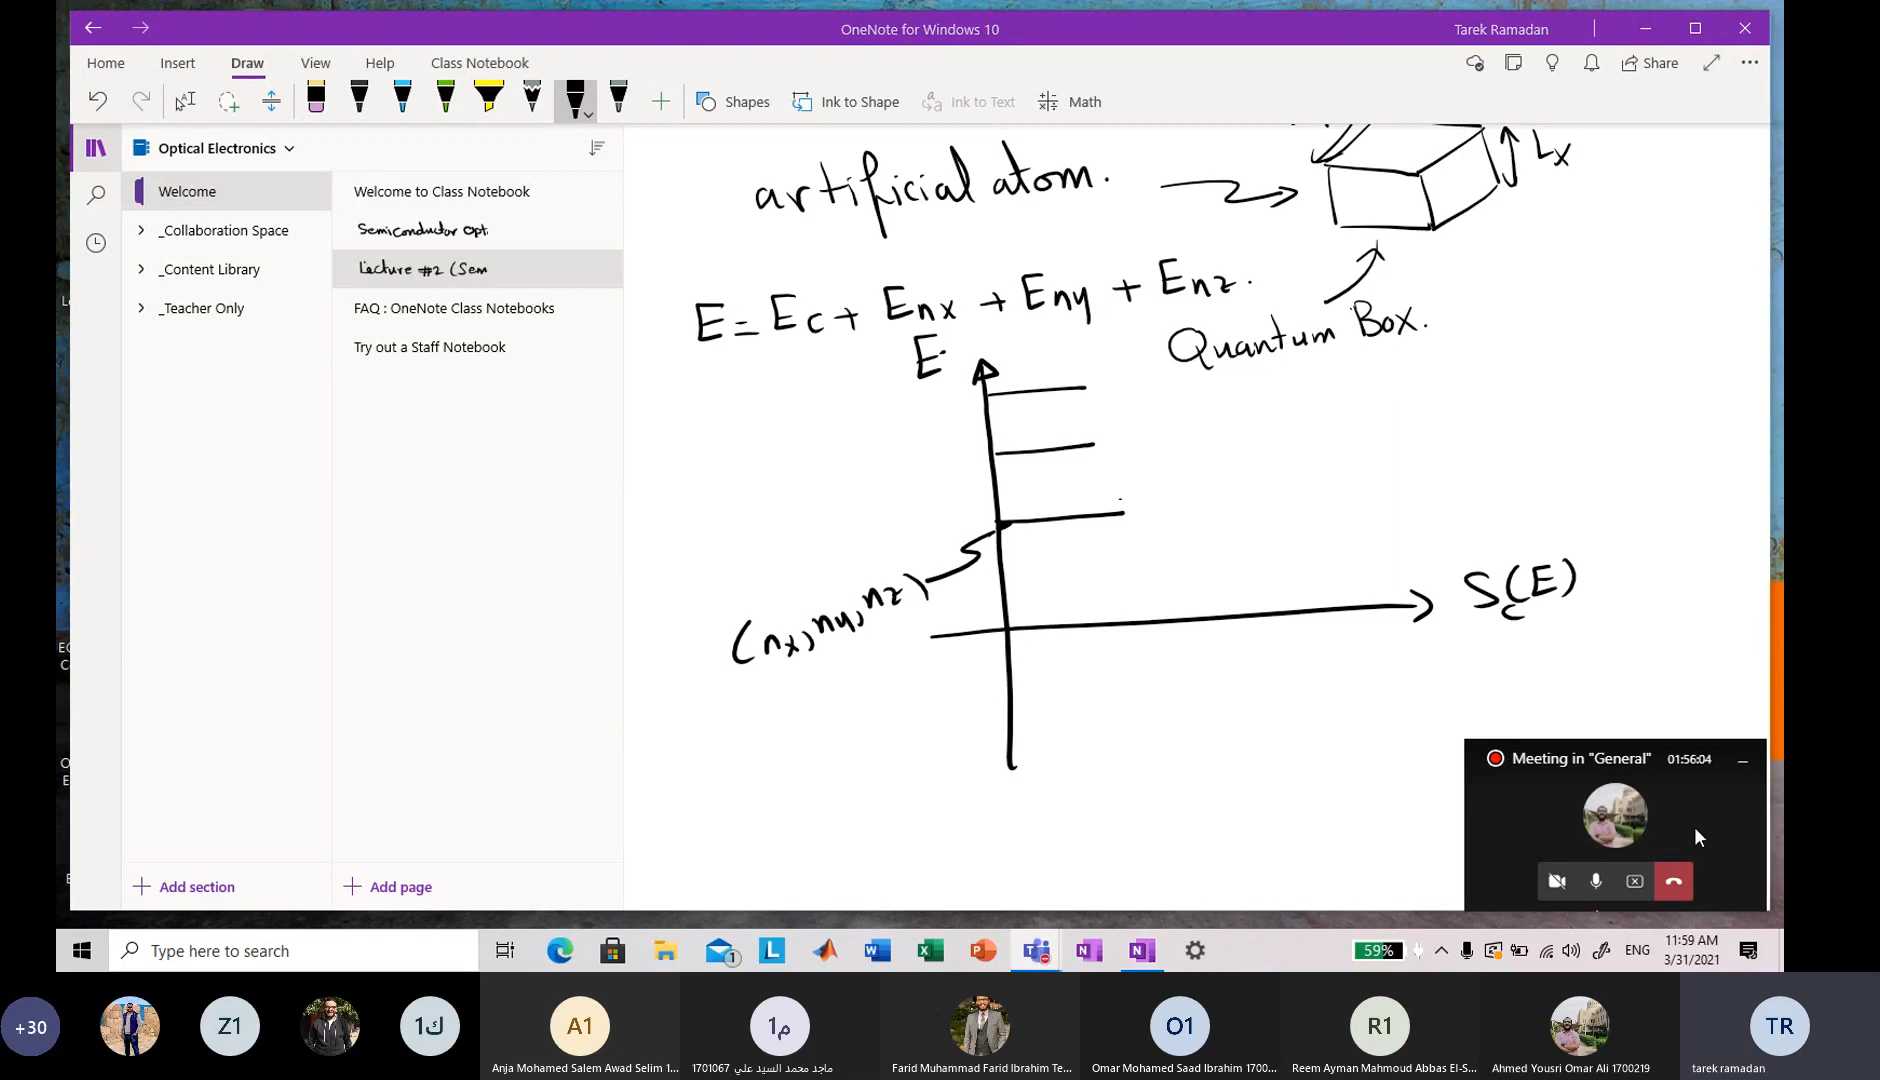 OneNote for Windows 10
Tarek Ramadan
Home Insert Draw View Help Class Notebook
Share
Shapes Ink to Shape Ink to Text Math
Optical Electronics
Welcome
_Collaboration Space
_Content Library
_Teacher Only
Welcome to Class Notebook
Semiconductor opt
Lecture #2 (Sem
FAQ : OneNote Class Notebooks
Try out a Staff Notebook
Add section
Add page
artificial atom.
Lx
E = Ec + Enx + Eny + Enz.
Quantum Box.
E
(nx, ny, nz)
Sc(E)
Meeting in "General" 01:56:04
Type here to search
1
59%
ENG
11:59 AM
3/31/2021
+30
Z1
1ك
A1
1م
O1
R1
TR
Anja Mohamed Salem Awad Selim 1...
ماجد محمد السيد علي 1701067
Farid Muhammad Farid Ibrahim Te...
Omar Mohamed Saad Ibrahim 1700...
Reem Ayman Mahmoud Abbas El-S...
Ahmed Yousri Omar Ali 1700219
tarek ramadan